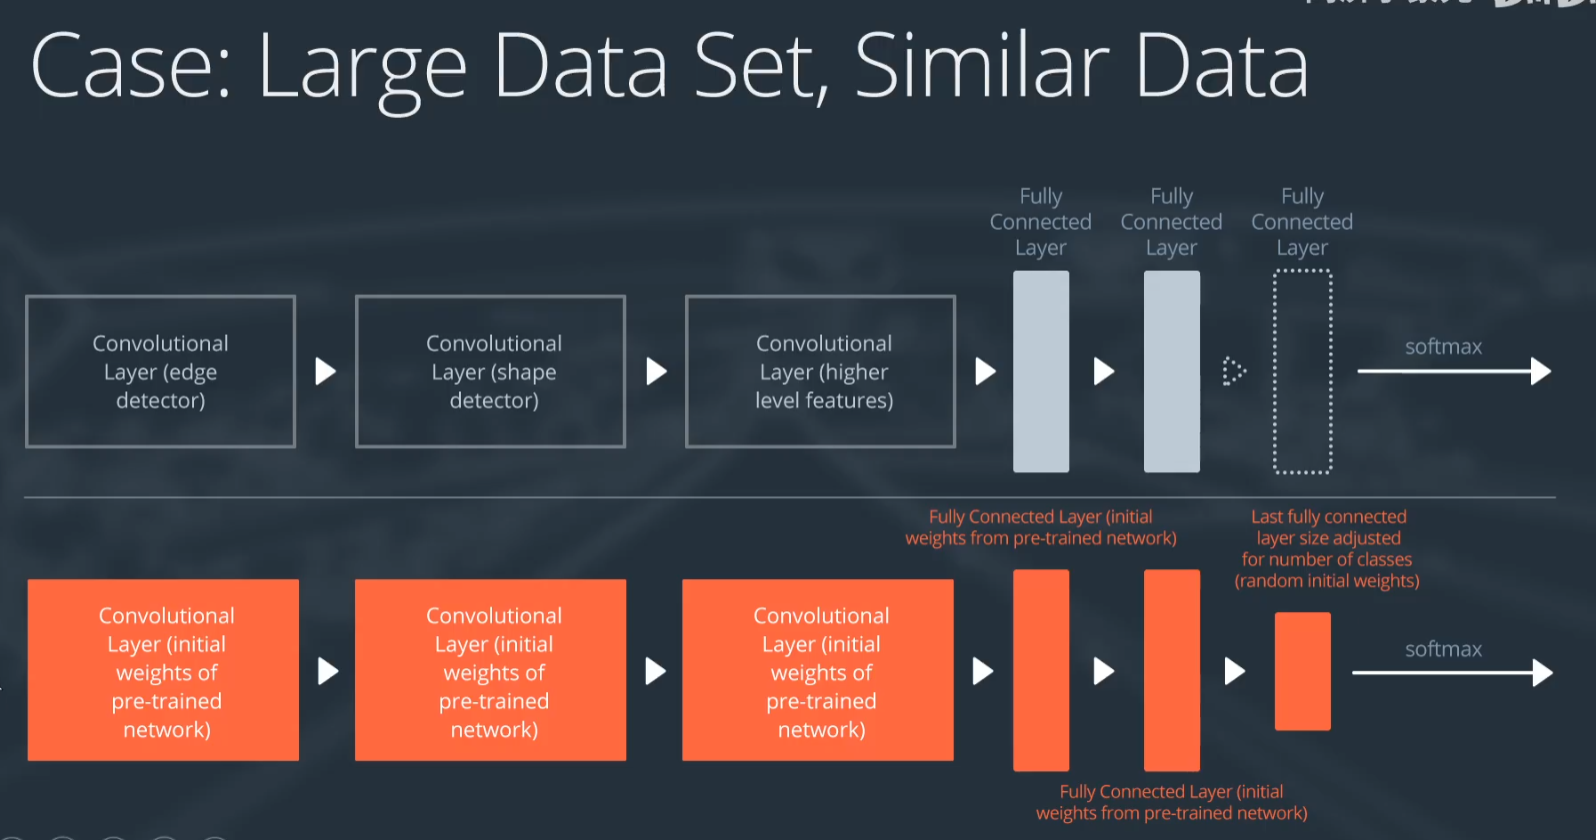 Case: Large Data Set, Similar Data
Fully
Connected
Layer
Fully
Connected
Layer
Fully
Connected
Layer
Convolutional
Layer (edge
detector)
Convolutional
Layer (shape
detector)
Convolutional
Layer (higher
level features)
softmax
Fully Connected Layer (initial
weights from pre-trained network)
Last fully connected
layer size adjusted
for number of classes
(random initial weights)
Convolutional
Layer (initial
weights of
pre-trained
network)
Convolutional
Layer (initial
weights of
pre-trained
network)
Convolutional
Layer (initial
weights of
pre-trained
network)
softmax
Fully Connected Layer (initial
weights from pre-trained network)